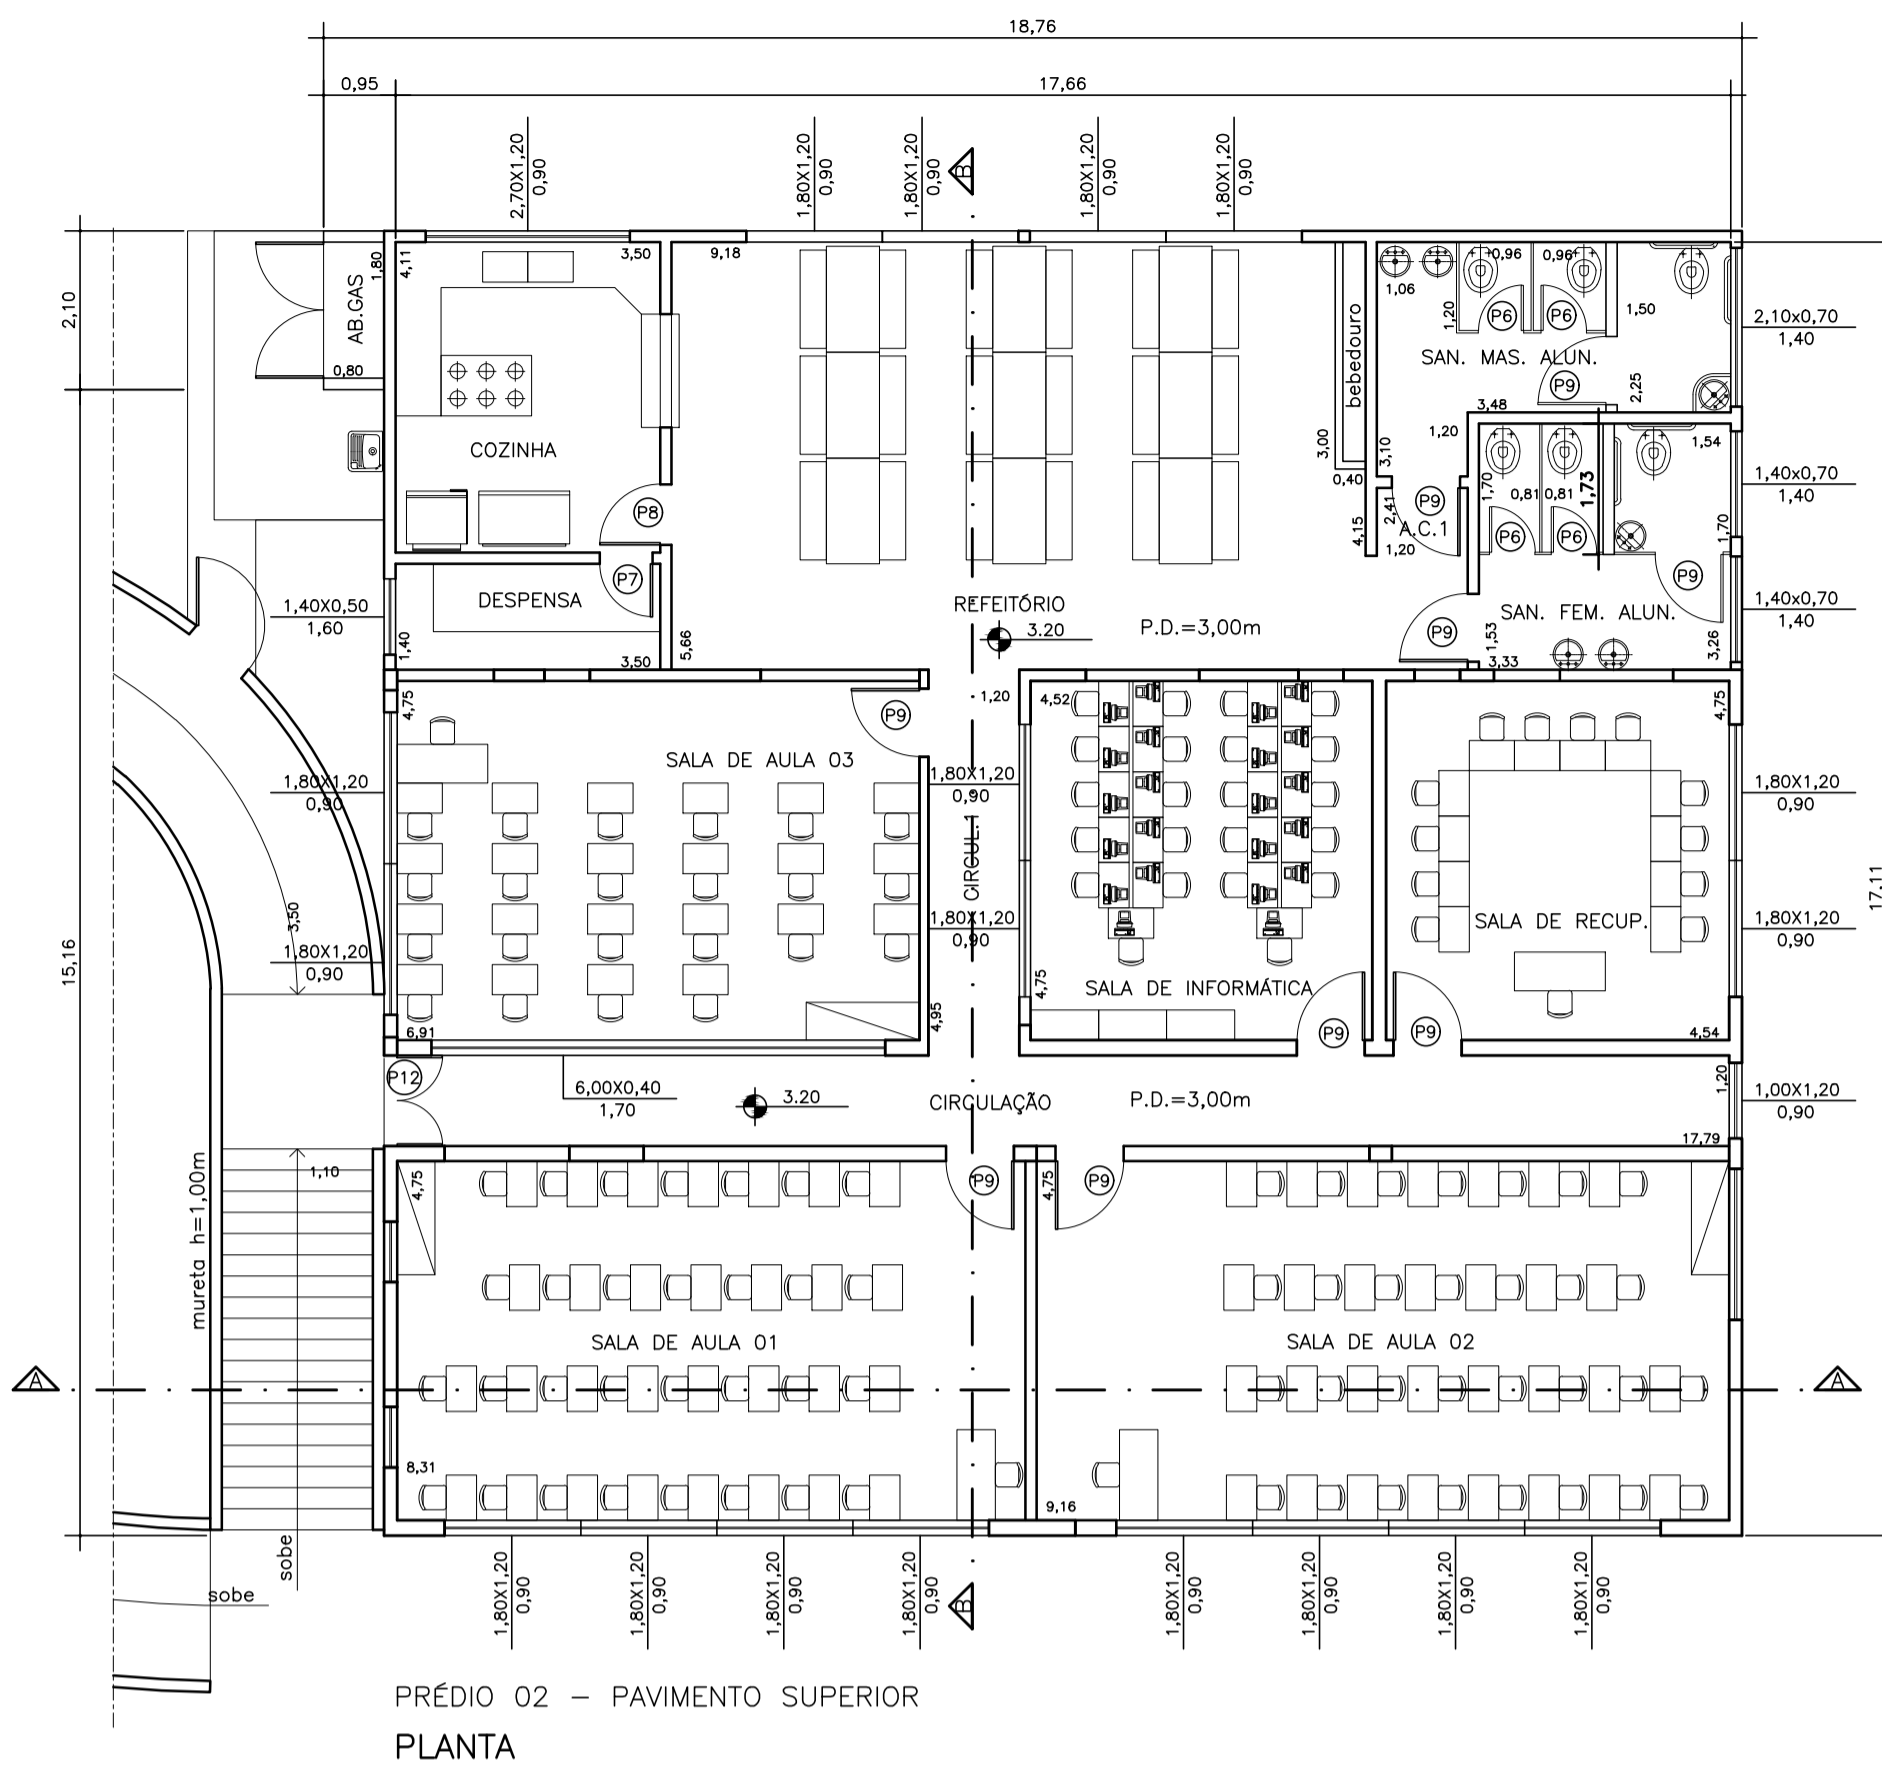 18,76
0,95
17,66
2,70X1,20
0,90
1,80X1,20
0,90
1,80X1,20
0,90
B
1,80X1,20
0,90
1,80X1,20
0,90
2,10
AB.GAS
1,80
0,80
4,11
3,50
9,18
bebedouro
1,06
0,96
0,96
1,20
P6
P6
1,50
SAN. MAS. ALUN.
P9
2,25
2,10x0,70
1,40
COZINHA
3,00
0,40
3,10
3,48
1,20
1,54
1,40x0,70
1,40
P8
4,15
2,41
P9
A.C.1
1,20
1,70
0,81
0,81
1,73
P6
P6
1,70
P9
P7
DESPENSA
1,40X0,50
1,60
1,40
3,50
5,66
REFEITÓRIO
3.20
P.D.=3,00m
P9
SAN. FEM. ALUN.
1,53
3,33
3,26
1,40x0,70
1,40
4,75
P9
1,20
4,52
4,75
SALA DE AULA 03
1,80X1,20
0,90
1,80X1,20
0,90
1,80X1,20
0,90
CIRCUL.1
17,11
3,50
1,80X1,20
0,90
1,80X1,20
0,90
SALA DE RECUP.
1,80X1,20
0,90
15,16
4,75
SALA DE INFORMÁTICA
6,91
4,95
P9
P9
4,54
P12
6,00X0,40
1,70
3.20
CIRCULAÇÃO
P.D.=3,00m
1,20
1,00X1,20
0,90
17,79
mureta h=1,00m
1,10
4,75
P9
4,75
P9
SALA DE AULA 01
SALA DE AULA 02
A
A
8,31
9,16
sobe
sobe
1,80X1,20
0,90
1,80X1,20
0,90
1,80X1,20
0,90
1,80X1,20
0,90
B
1,80X1,20
0,90
1,80X1,20
0,90
1,80X1,20
0,90
1,80X1,20
0,90
PRÉDIO 02 – PAVIMENTO SUPERIOR
PLANTA